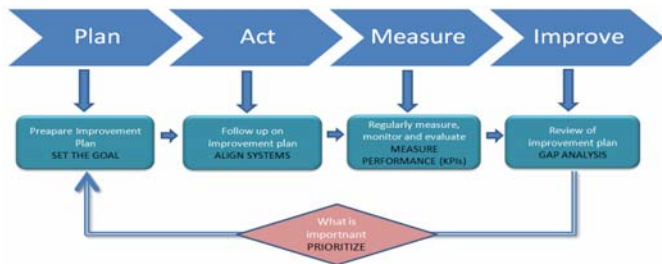 Plan
Act
Measure
Improve
Preapare Improvement
Plan
SET THE GOAL
Follow up on
improvement plan
ALIGN SYSTEMS
Regularly measure,
monitor and evaluate
MEASURE
PERFORMANCE (KPIs)
Review of
improvement plan
GAP ANALYSIS
What is
importnant
PRIORITIZE